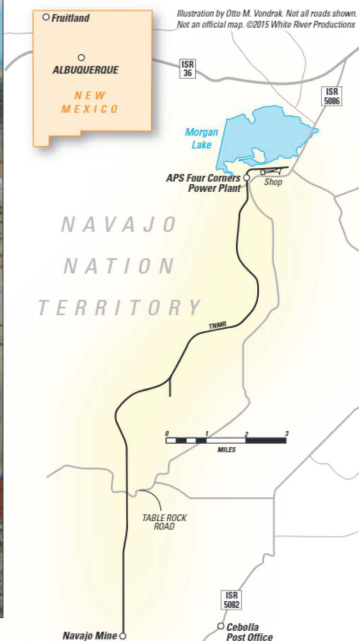 Illustration by Otto M. Vondrak. Not all roads shown.
Not an official map. ©2015 White River Productions
Fruitland
ALBUQUERQUE
NEW
MEXICO
ISR
36
ISR
5086
Morgan
Lake
APS Four Corners
Power Plant
Shop
NAVAJO
NATION
TERRITORY
TNMR
0 1 2 3
MILES
TABLE ROCK
ROAD
ISR
5082
Navajo Mine
Cebolla
Post Office